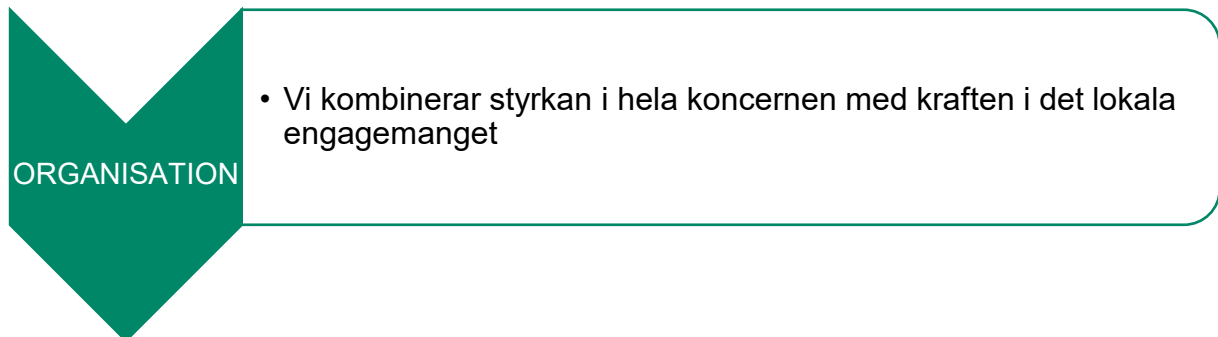 ORGANISATION
• Vi kombinerar styrkan i hela koncernen med kraften i det lokala
engagemanget